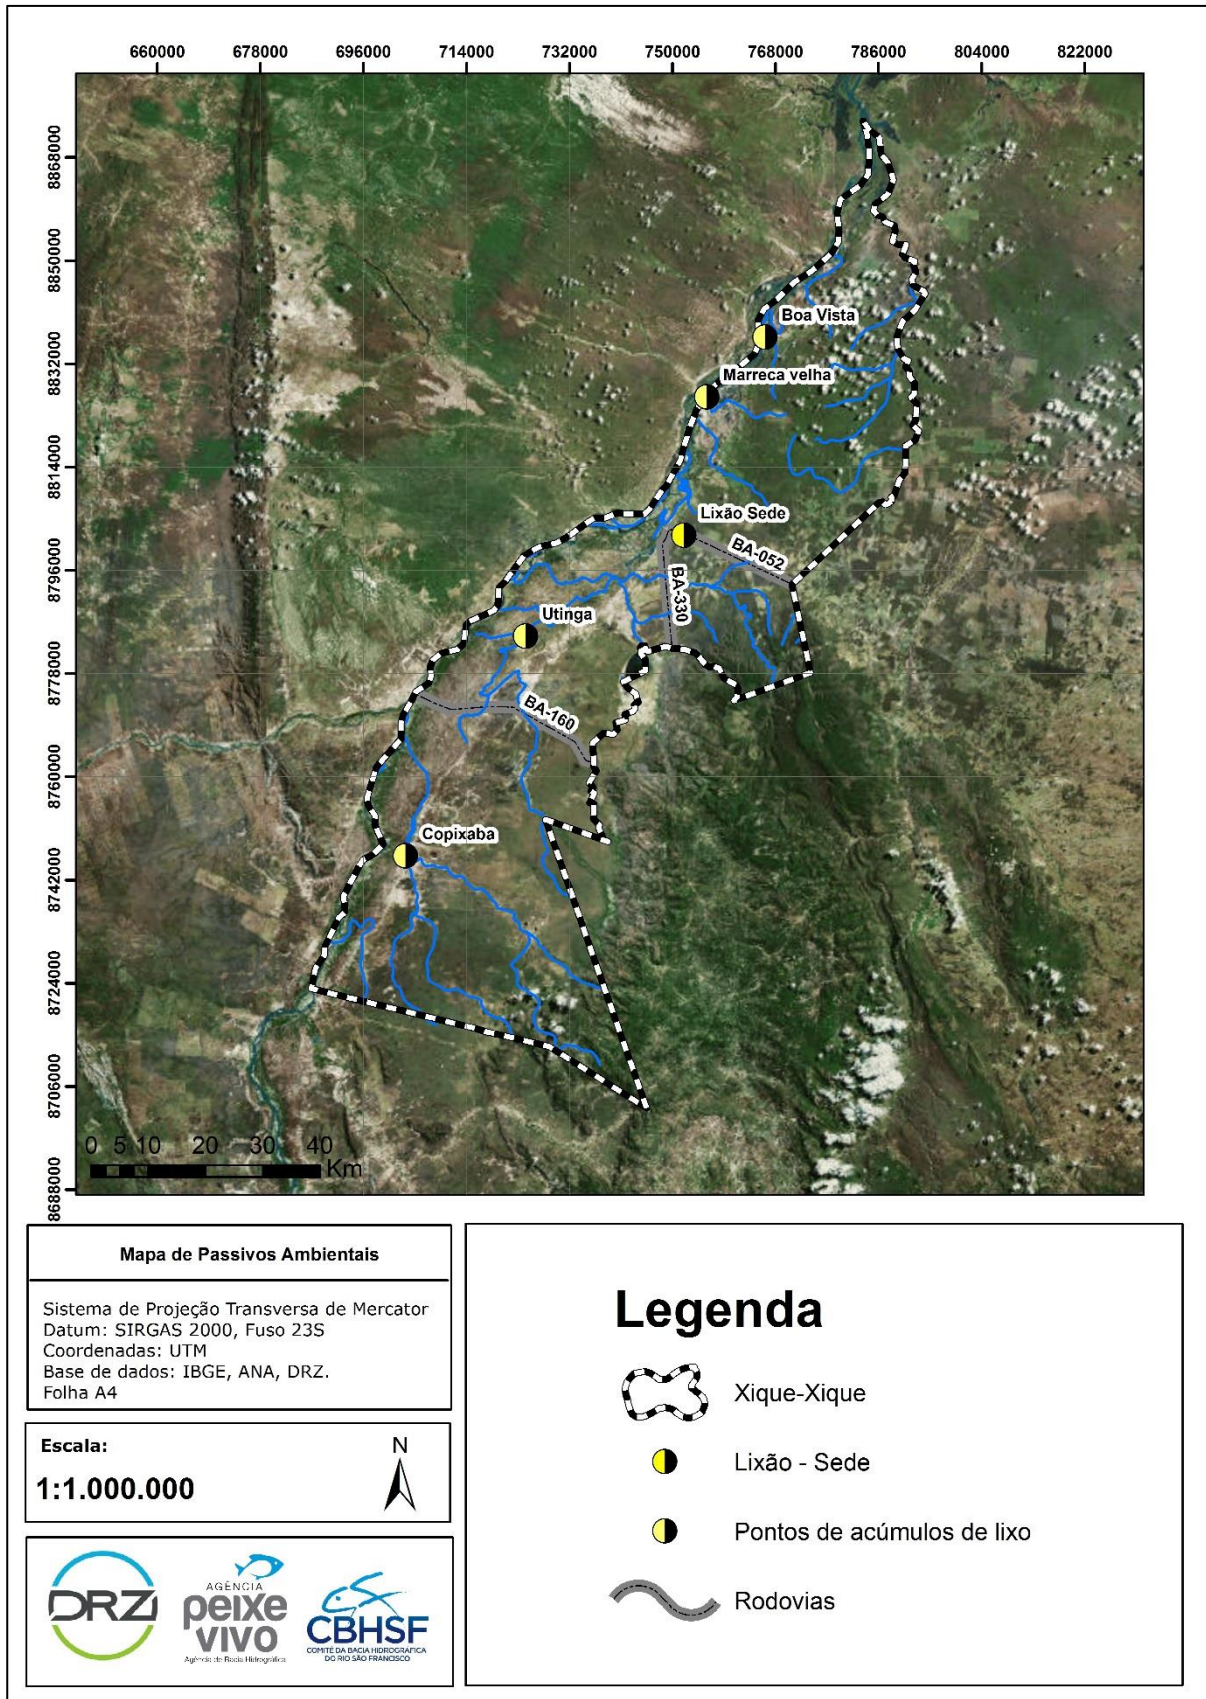 660000 678000 696000 714000 732000 750000 768000 786000 804000 822000
8868000
8850000
8832000
8814000
8796000
8778000
8760000
8742000
8724000
8706000
8688000
Boa Vista
Marreca velha
Lixão Sede
BA-052
BA-330
Utinga
BA-160
Copixaba
0 5 10 20 30 40
Km
Mapa de Passivos Ambientais
Sistema de Projeção Transversa de Mercator
Datum: SIRGAS 2000, Fuso 23S
Coordenadas: UTM
Base de dados: IBGE, ANA, DRZ.
Folha A4
Escala:
1:1.000.000
N
DRZ
AGÊNCIA
peixe
vivo
Agência de Bacia Hidrográfica
CBHSF
COMITÊ DA BACIA HIDROGRÁFICA
DO RIO SÃO FRANCISCO
Legenda
Xique-Xique
Lixão - Sede
Pontos de acúmulos de lixo
Rodovias